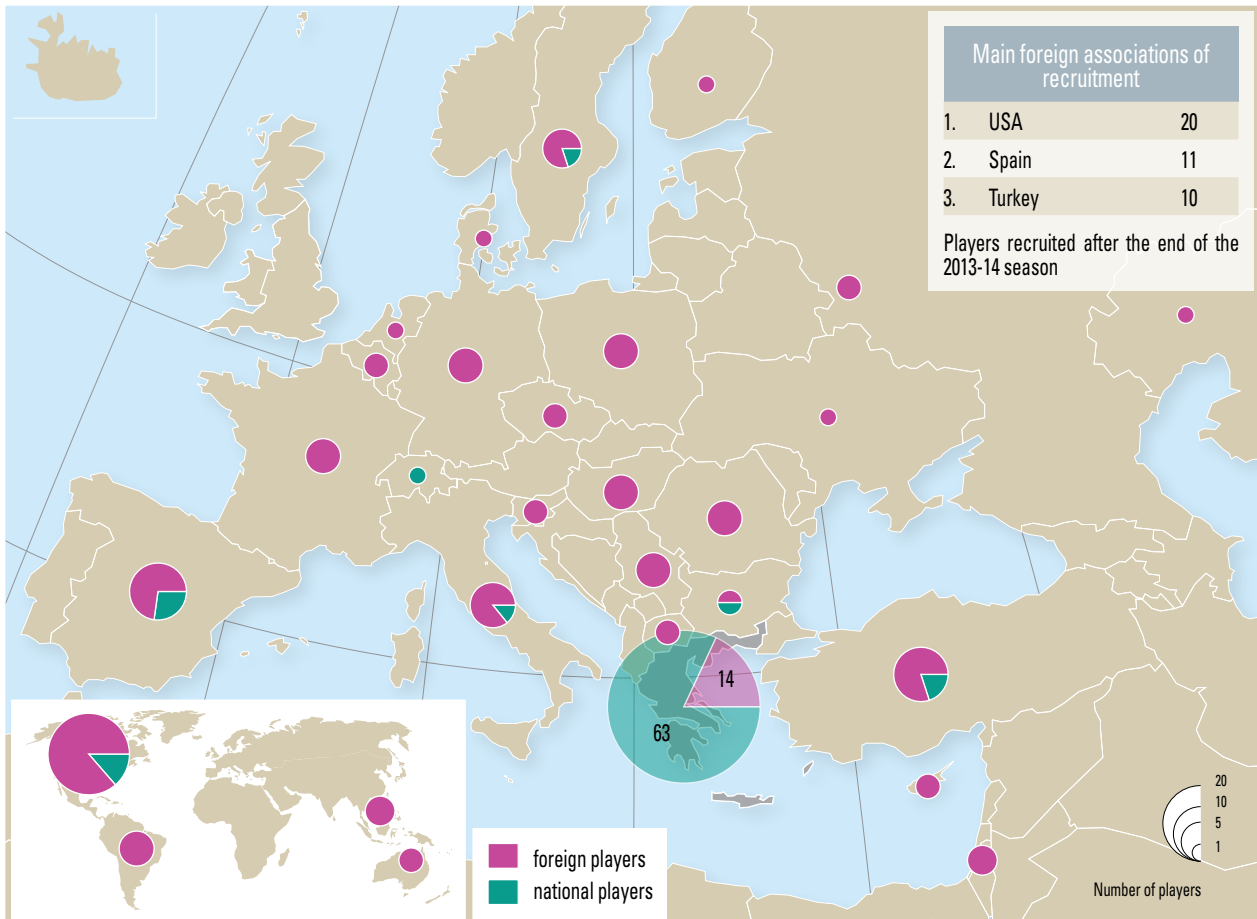 Main foreign associations of
recruitment
1. USA 20
2. Spain 11
3. Turkey 10
Players recruited after the end of the
2013-14 season
14
63
foreign players
national players
20
10
5
1
Number of players